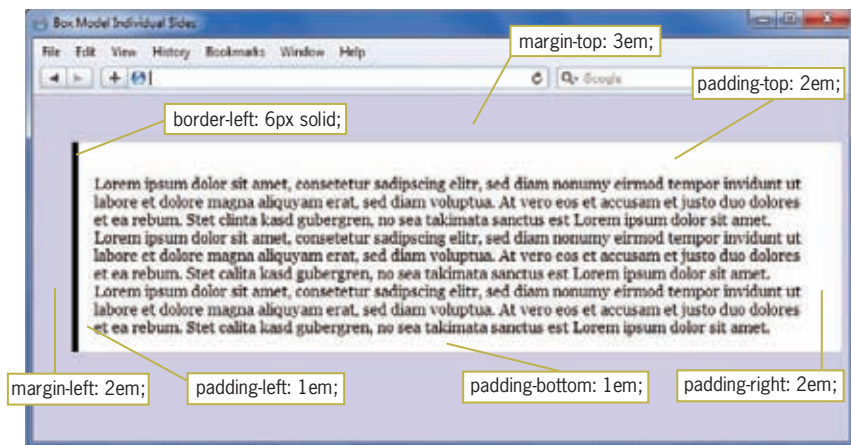 Box Model Individual Sides
File Edit View History Bookmarks Window Help
margin-top: 3em;
Google
padding-top: 2em;
border-left: 6px solid;
Lorem ipsum dolor sit amet, consetetur sadipscing elitr, sed diam nonumy eirmod tempor invidunt ut
labore et dolore magna aliquyam erat, sed diam voluptua. At vero eos et accusam et justo duo dolores
et ea rebum. Stet clinta kasd gubergren, no sea takimata sanctus est Lorem ipsum dolor sit amet.
Lorem ipsum dolor sit amet, consetetur sadipscing elitr, sed diam nonumy eirmod tempor invidunt ut
labore et dolore magna aliquyam erat, sed diam voluptua. At vero eos et accusam et justo duo dolores
et ea rebum. Stet calita kasd gubergren, no sea takimata sanctus est Lorem ipsum dolor sit amet.
Lorem ipsum dolor sit amet, consetetur sadipscing elitr, sed diam nonumy eirmod tempor invidunt ut
labore et dolore magna aliquyam erat, sed diam voluptua. At vero eos et accusam et justo duo dolores
et ea rebum. Stet calita kasd gubergren, no sea takimata sanctus est Lorem ipsum dolor sit amet.
margin-left: 2em;
padding-left: 1em;
padding-bottom: 1em;
padding-right: 2em;